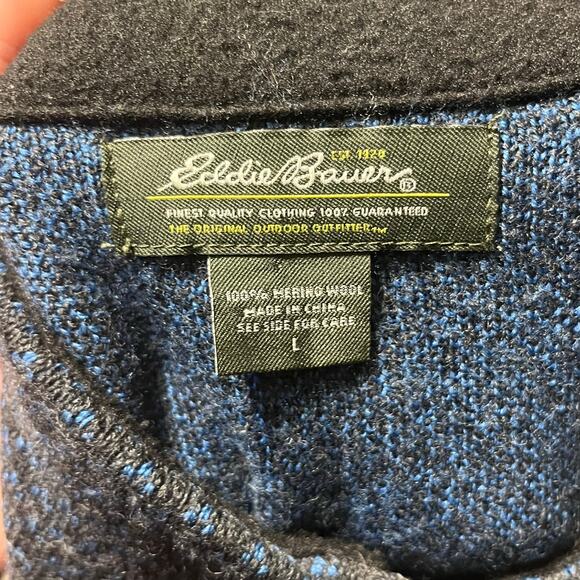 EST. 1920
Eddie Bauer®
FINEST QUALITY CLOTHING 100% GUARANTEED
THE ORIGINAL OUTDOOR OUTFITTER™
100% MERINO WOOL
MADE IN CHINA
SEE SIDE FOR CARE
L